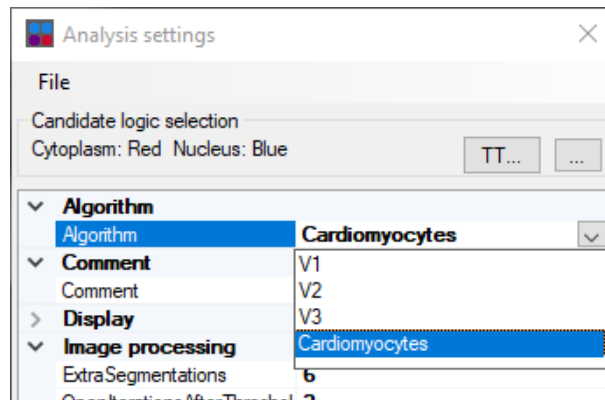 Analysis settings
File
Candidate logic selection
Cytoplasm: Red Nucleus: Blue TT... ...
Algorithm
Algorithm Cardiomyocytes
Comment V1
Comment V2
Display V3
Image processing Cardiomyocytes
ExtraSegmentations 6